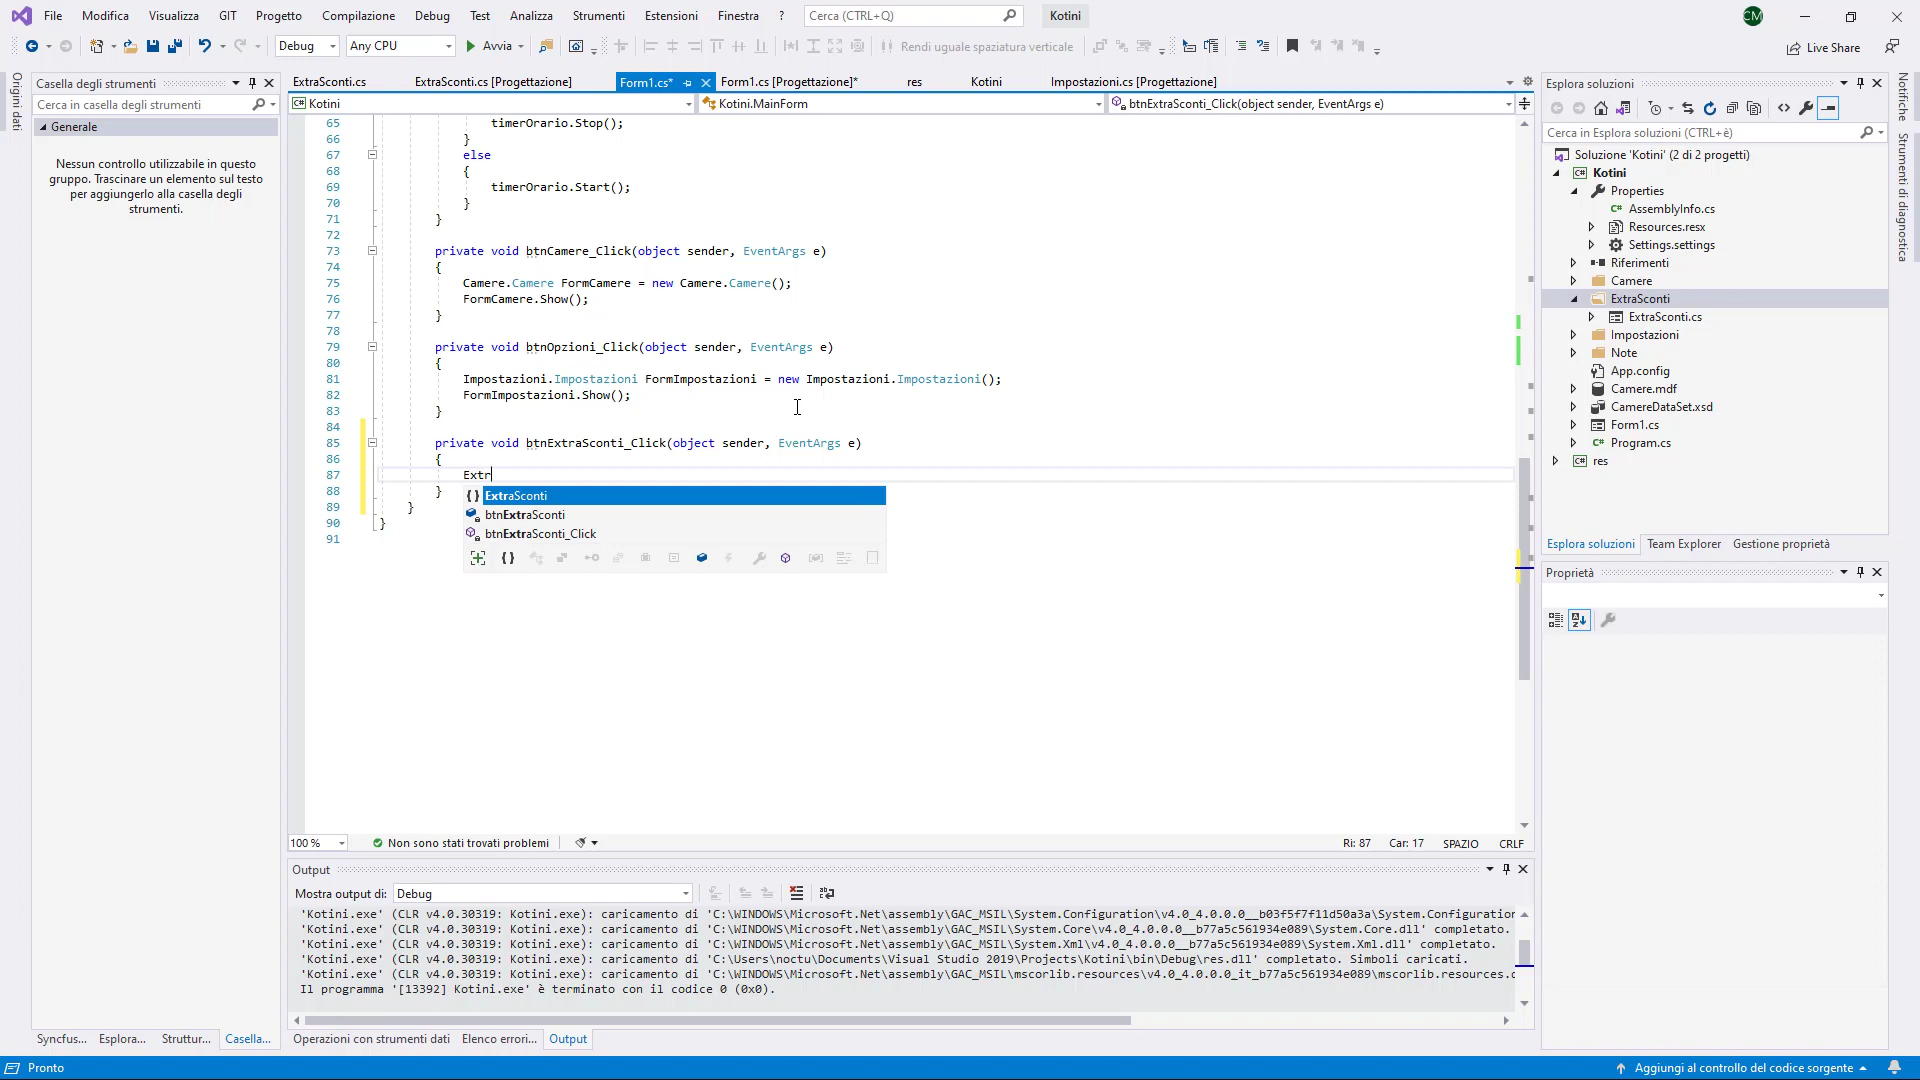 File Modifica Visualizza GIT Progetto Compilazione Debug Test Analizza Strumenti Estensioni Finestra ? Cerca (CTRL+Q) Kotini CM
Debug Any CPU Avvia Rendi uguale spaziatura verticale Live Share
Origini dati
Casella degli strumenti
Cerca in casella degli strumenti
Generale
Nessun controllo utilizzabile in questo
gruppo. Trascinare un elemento sul testo
per aggiungerlo alla casella degli
strumenti.
Syncfus... Esplora... Struttur... Casella...
ExtraSconti.cs ExtraSconti.cs [Progettazione] Form1.cs* Form1.cs [Progettazione]* res Kotini Impostazioni.cs [Progettazione]
Kotini Kotini.MainForm btnExtraSconti_Click(object sender, EventArgs e)
65 timerOrario.Stop();
66 }
67 else
68 {
69 timerOrario.Start();
70 }
71 }
72
73 private void btnCamere_Click(object sender, EventArgs e)
74 {
75 Camere.Camere FormCamere = new Camere.Camere();
76 FormCamere.Show();
77 }
78
79 private void btnOpzioni_Click(object sender, EventArgs e)
80 {
81 Impostazioni.Impostazioni FormImpostazioni = new Impostazioni.Impostazioni();
82 FormImpostazioni.Show();
83 }
84
85 private void btnExtraSconti_Click(object sender, EventArgs e)
86 {
87 Extr
88 }
89 }
90 }
91
{} ExtraSconti
btnExtraSconti
btnExtraSconti_Click
100 % Non sono stati trovati problemi Ri: 87 Car: 17 SPAZIO CRLF
Output
Mostra output di: Debug
'Kotini.exe' (CLR v4.0.30319: Kotini.exe): caricamento di 'C:\WINDOWS\Microsoft.Net\assembly\GAC_MSIL\System.Configuration\v4.0_4.0.0.0__b03f5f7f11d50a3a\System.Configuration
'Kotini.exe' (CLR v4.0.30319: Kotini.exe): caricamento di 'C:\WINDOWS\Microsoft.Net\assembly\GAC_MSIL\System.Core\v4.0_4.0.0.0__b77a5c561934e089\System.Core.dll' completato.
'Kotini.exe' (CLR v4.0.30319: Kotini.exe): caricamento di 'C:\WINDOWS\Microsoft.Net\assembly\GAC_MSIL\System.Xml\v4.0_4.0.0.0__b77a5c561934e089\System.Xml.dll' completato.
'Kotini.exe' (CLR v4.0.30319: Kotini.exe): caricamento di 'C:\Users\noctu\Documents\Visual Studio 2019\Projects\Kotini\bin\Debug\res.dll' completato. Simboli caricati.
'Kotini.exe' (CLR v4.0.30319: Kotini.exe): caricamento di 'C:\WINDOWS\Microsoft.Net\assembly\GAC_MSIL\mscorlib.resources\v4.0_4.0.0.0_it_b77a5c561934e089\mscorlib.resources.d
Il programma '[13392] Kotini.exe' è terminato con il codice 0 (0x0).
Operazioni con strumenti dati Elenco errori... Output
Esplora soluzioni
Cerca in Esplora soluzioni (CTRL+è)
Soluzione 'Kotini' (2 di 2 progetti)
Kotini
Properties
AssemblyInfo.cs
Resources.resx
Settings.settings
Riferimenti
Camere
ExtraSconti
ExtraSconti.cs
Impostazioni
Note
App.config
Camere.mdf
CamereDataSet.xsd
Form1.cs
Program.cs
res
Esplora soluzioni Team Explorer Gestione proprietà
Proprietà
Notifiche
Strumenti di diagnostica
Pronto Aggiungi al controllo del codice sorgente